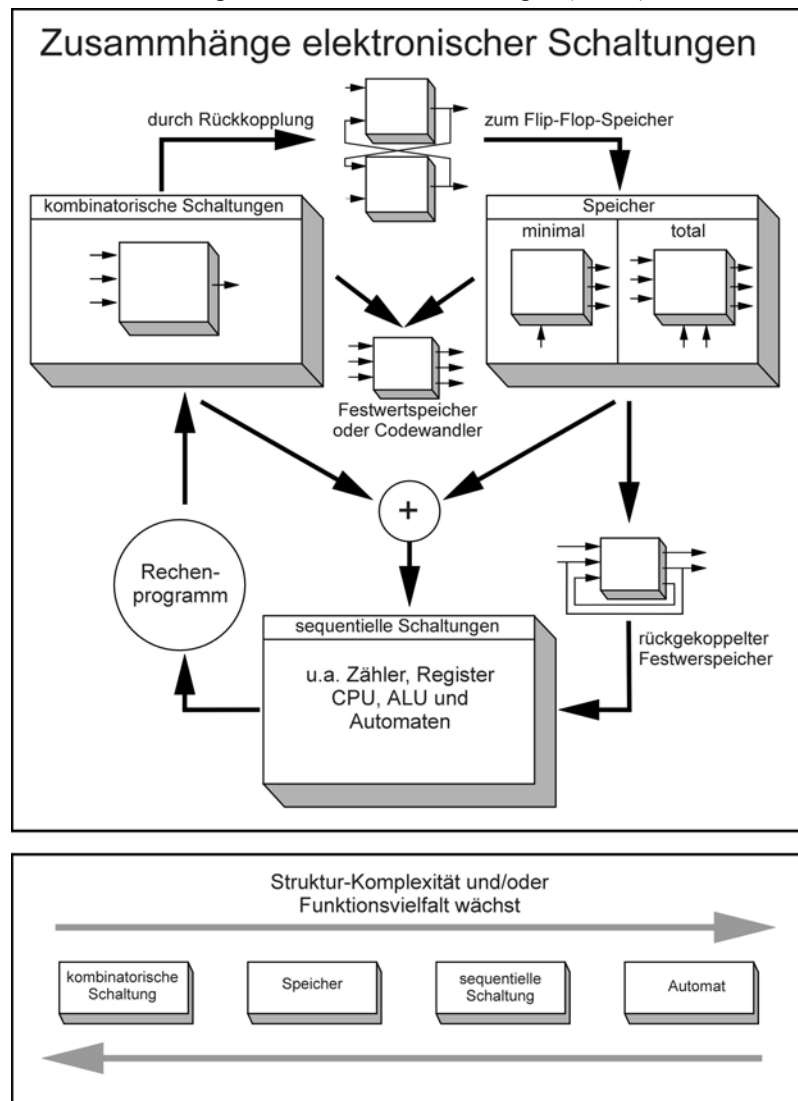 Zusammhänge elektronischer Schaltungen
durch Rückkopplung
zum Flip-Flop-Speicher
kombinatorische Schaltungen
Speicher
minimal
total
Festwertspeicher
oder Codewandler
+
Rechen-
programm
sequentielle Schaltungen
u.a. Zähler, Register
CPU, ALU und
Automaten
rückgekoppelter
Festwerspeicher
Struktur-Komplexität und/oder
Funktionsvielfalt wächst
kombinatorische
Schaltung
Speicher
sequentielle
Schaltung
Automat